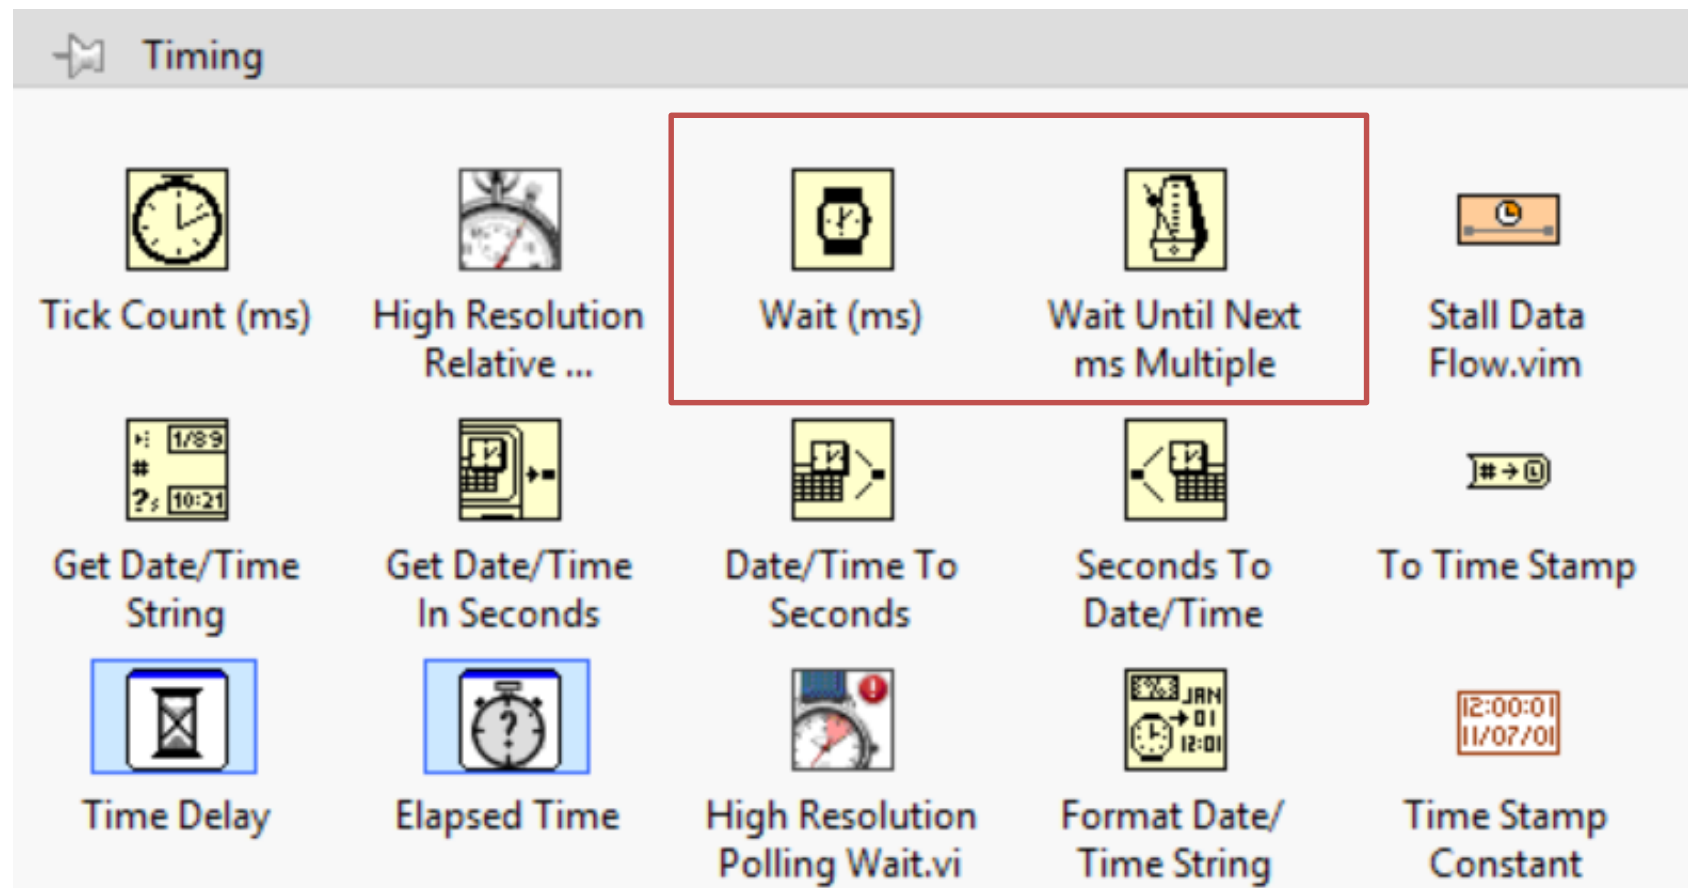 Timing
Tick Count (ms)
High Resolution
Relative ...
Wait (ms)
Wait Until Next
ms Multiple
Stall Data
Flow.vim
1/89
#
?
10:21
Get Date/Time
String
Get Date/Time
In Seconds
Date/Time To
Seconds
Seconds To
Date/Time
#
To Time Stamp
?
Time Delay
Elapsed Time
High Resolution
Polling Wait.vi
JAN
01
12:01
Format Date/
Time String
12:00:01
11/07/01
Time Stamp
Constant